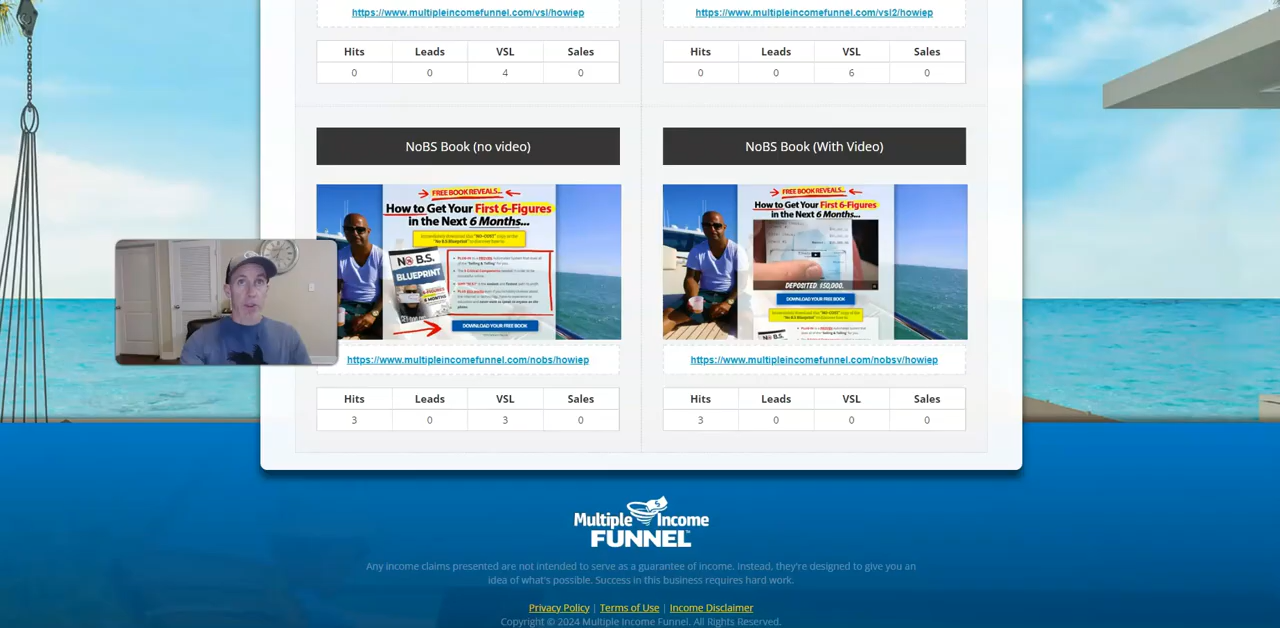 https://www.multipleincomefunnel.com/vsl/howiep
https://www.multipleincomefunnel.com/vsl2/howiep
Hits Leads VSL Sales
0 0 4 0
Hits Leads VSL Sales
0 0 6 0
NoBS Book (no video)
FREE BOOK REVEALS...
How to Get Your First 6-Figures
in the Next 6 Months...
NO B.S.
BLUEPRINT
DOWNLOAD YOUR FREE BOOK
https://www.multipleincomefunnel.com/nobs/howiep
Hits Leads VSL Sales
3 0 3 0
NoBS Book (With Video)
FREE BOOK REVEALS...
How to Get Your First 6-Figures
in the Next 6 Months...
DEPOSITED $50,000.
DOWNLOAD YOUR FREE BOOK
https://www.multipleincomefunnel.com/nobsv/howiep
Hits Leads VSL Sales
3 0 0 0
Multiple Income
FUNNEL
Any income claims presented are not intended to serve as a guarantee of income. Instead, they're designed to give you an
idea of what's possible. Success in this business requires hard work.
Privacy Policy | Terms of Use | Income Disclaimer
Copyright © 2024 Multiple Income Funnel. All Rights Reserved.